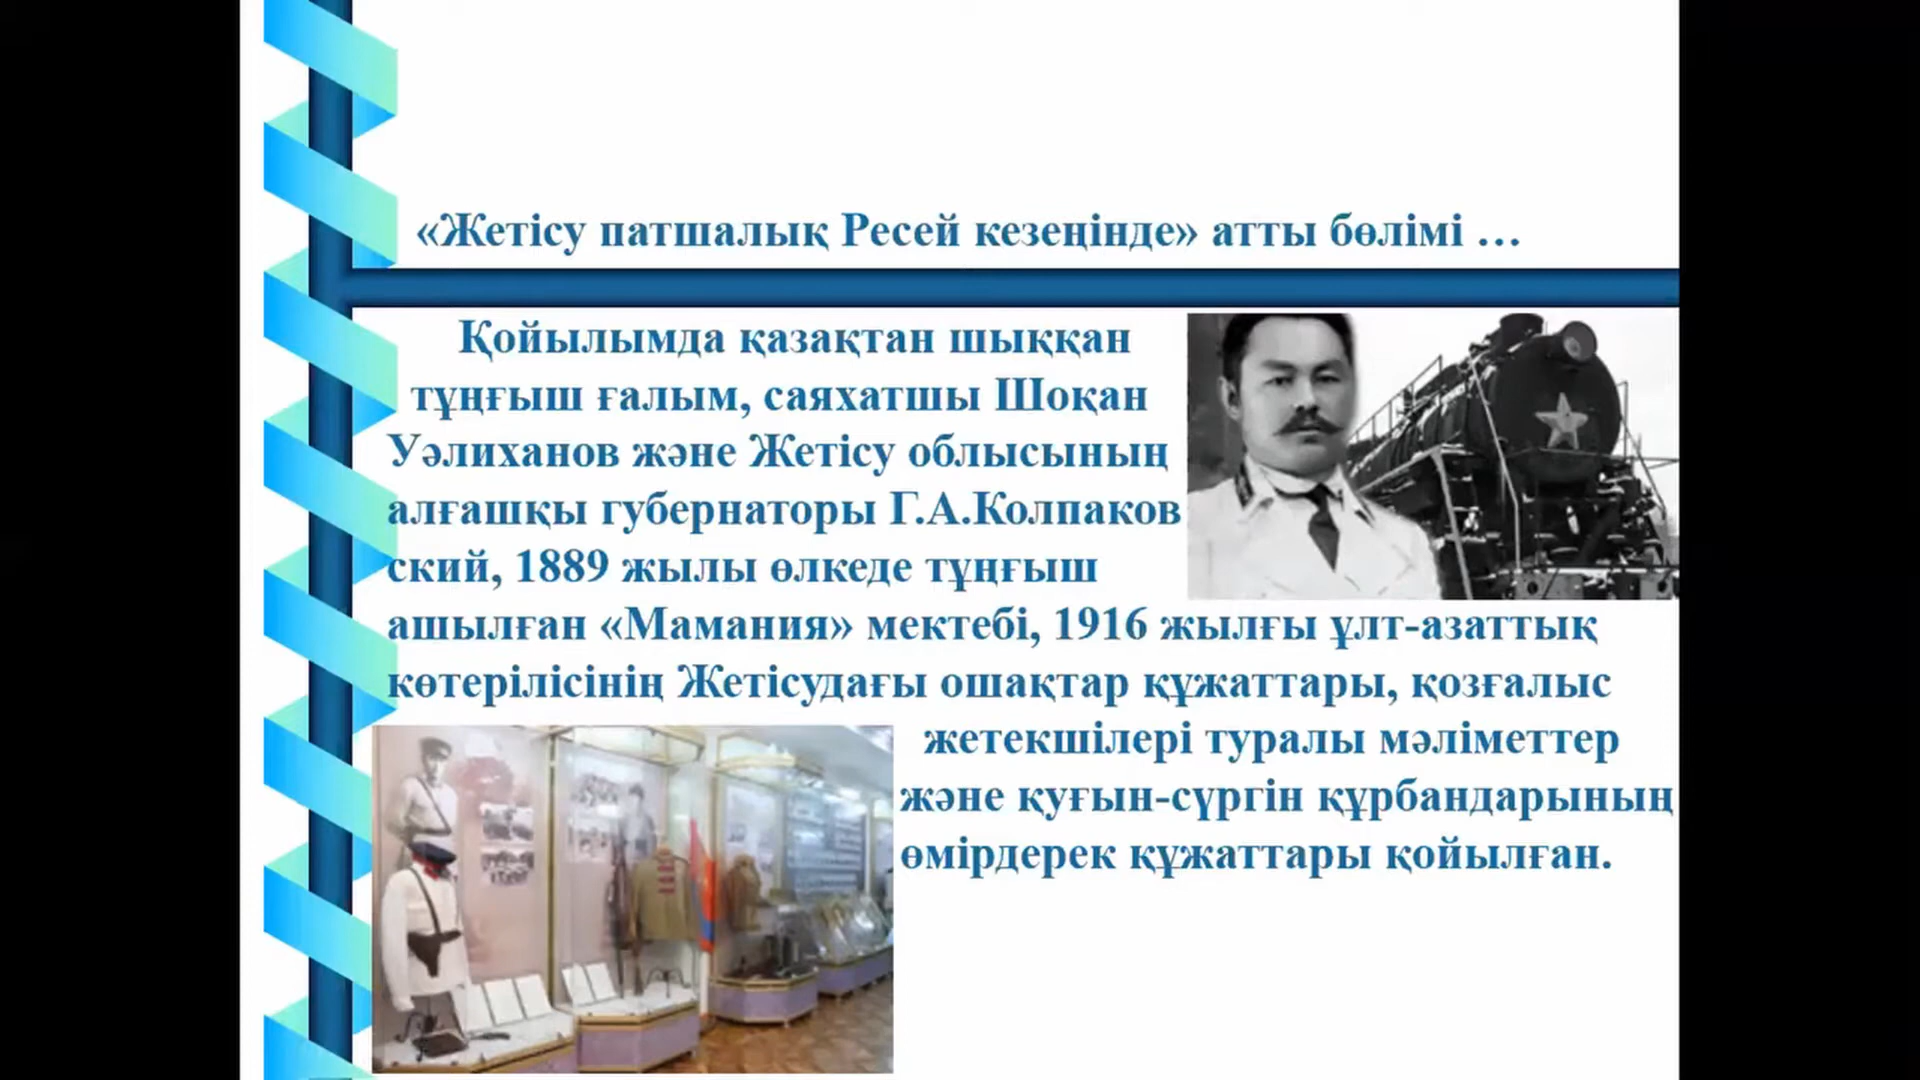 «Жетісу патшалық Ресей кезеңінде» атты бөлімі …
Қойылымда қазақтан шыққан
тұңғыш ғалым, саяхатшы Шоқан
Уәлиханов және Жетісу облысының
алғашқы губернаторы Г.А.Колпаков
ский, 1889 жылы өлкеде тұңғыш
ашылған «Мамания» мектебі, 1916 жылғы ұлт-азаттық
көтерілісінің Жетісудағы ошақтар құжаттары, қозғалыс
жетекшілері туралы мәліметтер
және қуғын-сүргін құрбандарының
өмірдерек құжаттары қойылған.